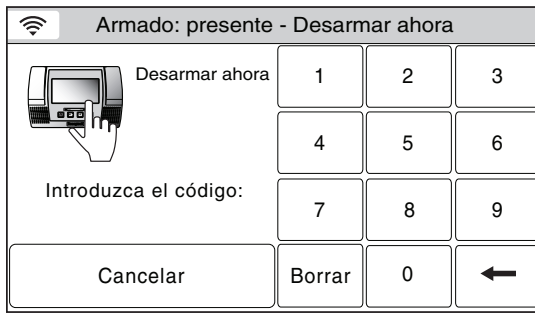 Armado: presente - Desarmar ahora
Desarmar ahora
1 2 3
4 5 6
Introduzca el código:
7 8 9
Cancelar Borrar 0